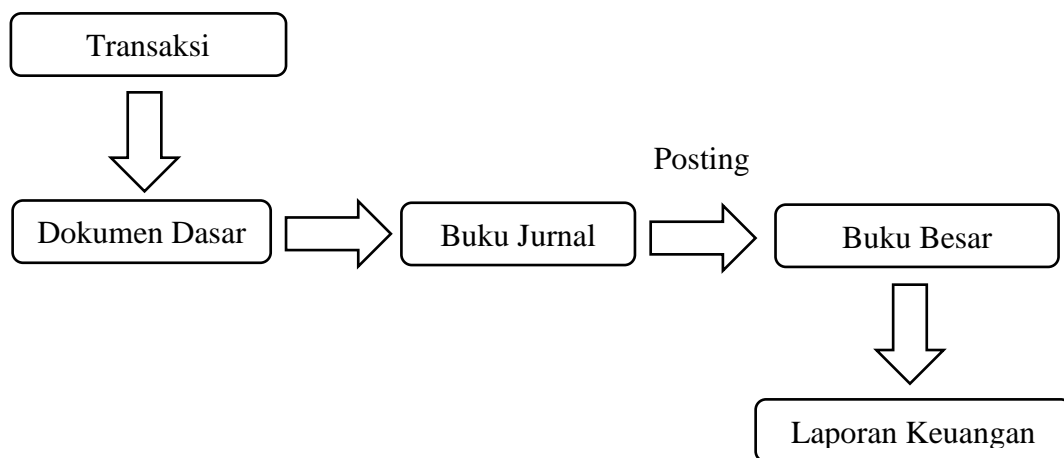 Transaksi
Posting
Dokumen Dasar
Buku Jurnal
Buku Besar
Laporan Keuangan